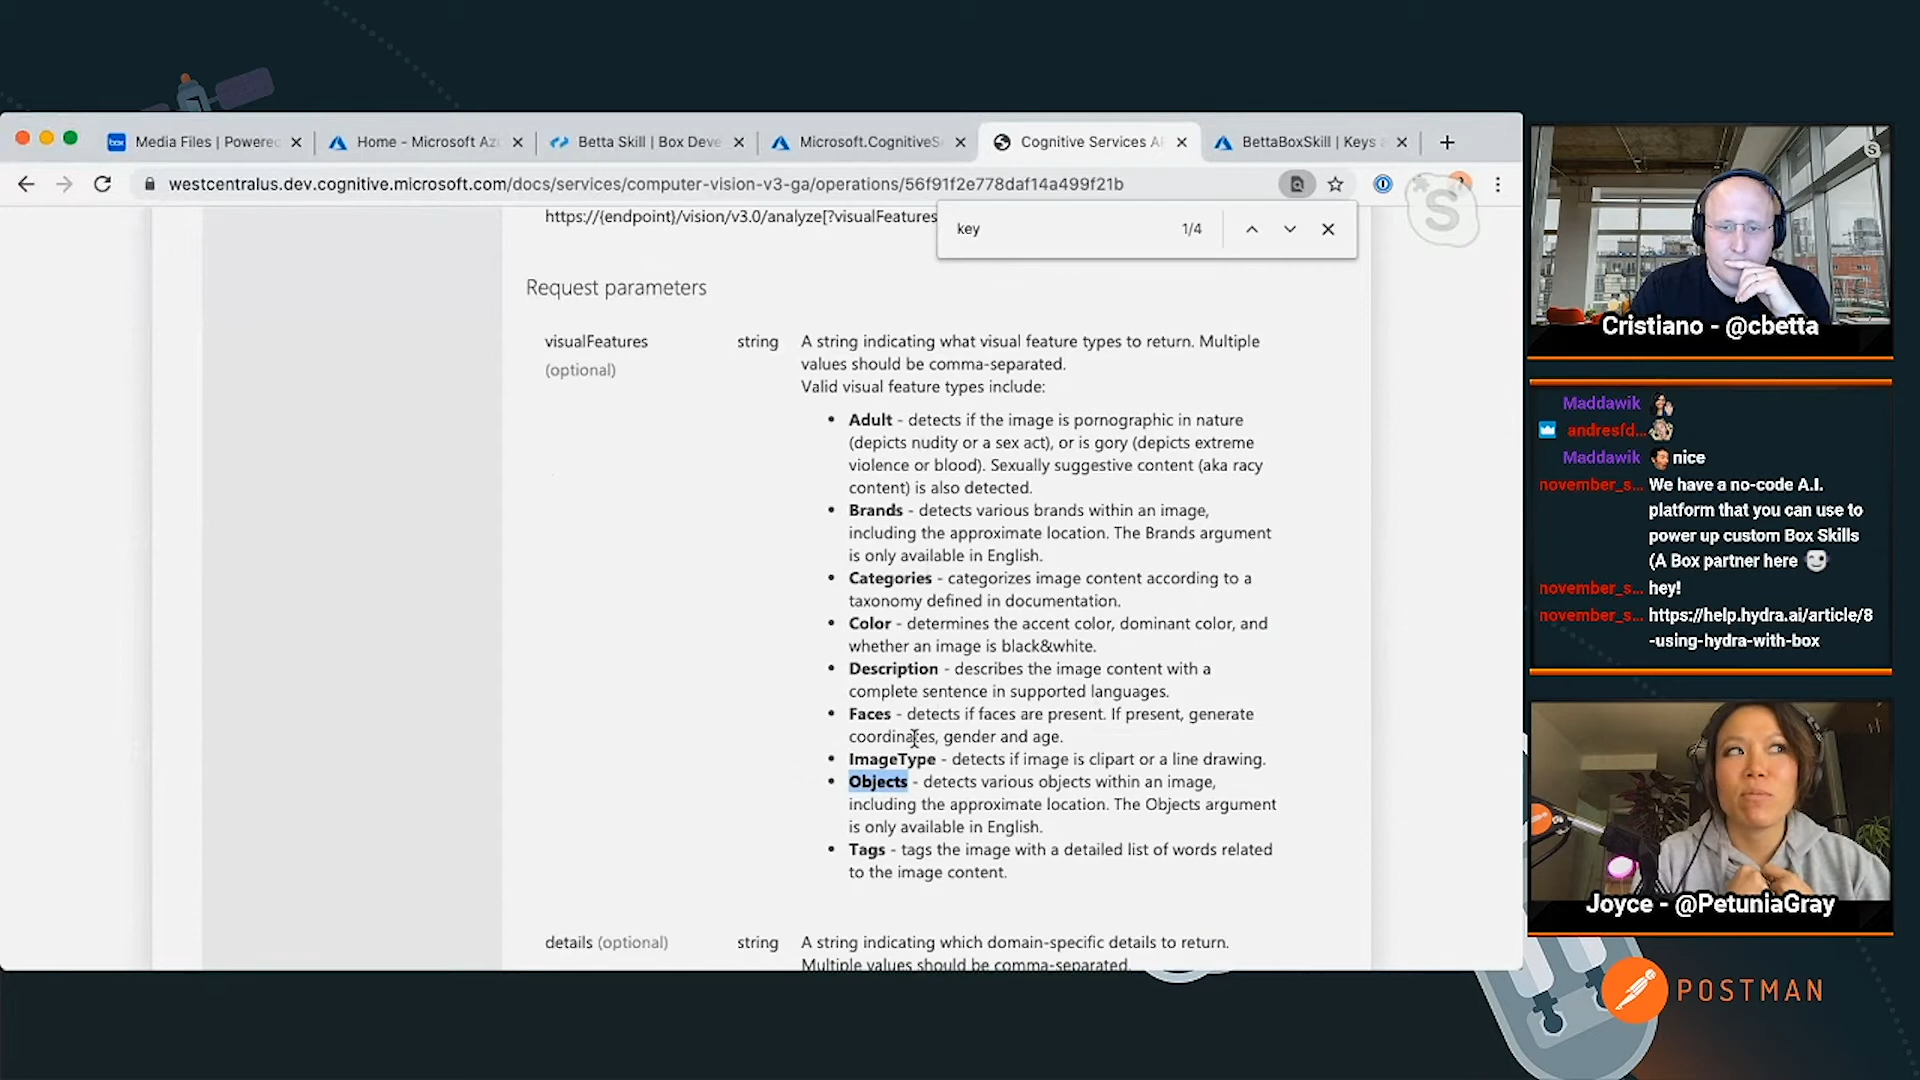 Media Files | Powered
Home - Microsoft Az
Betta Skill | Box Deve
Microsoft.CognitiveS
Cognitive Services A
BettaBoxSkill | Keys
westcentralus.dev.cognitive.microsoft.com/docs/services/computer-vision-v3-ga/operations/56f91f2e778daf14a499f21b
https://{endpoint}/vision/v3.0/analyze[?visualFeatures
key 1/4
S
Request parameters
visualFeatures
(optional)
string
A string indicating what visual feature types to return. Multiple
values should be comma-separated.
Valid visual feature types include:
• Adult - detects if the image is pornographic in nature
(depicts nudity or a sex act), or is gory (depicts extreme
violence or blood). Sexually suggestive content (aka racy
content) is also detected.
• Brands - detects various brands within an image,
including the approximate location. The Brands argument
is only available in English.
• Categories - categorizes image content according to a
taxonomy defined in documentation.
• Color - determines the accent color, dominant color, and
whether an image is black&white.
• Description - describes the image content with a
complete sentence in supported languages.
• Faces - detects if faces are present. If present, generate
coordinates, gender and age.
• ImageType - detects if image is clipart or a line drawing.
• Objects - detects various objects within an image,
including the approximate location. The Objects argument
is only available in English.
• Tags - tags the image with a detailed list of words related
to the image content.
details (optional)
string
A string indicating which domain-specific details to return.
Multiple values should be comma-separated.
Cristiano - @cbetta
Maddawik
andresfd...
Maddawik nice
november_s... We have a no-code A.I.
platform that you can use to
power up custom Box Skills
(A Box partner here
november_s... hey!
november_s... https://help.hydra.ai/article/8
-using-hydra-with-box
Joyce - @PetuniaGray
POSTMAN